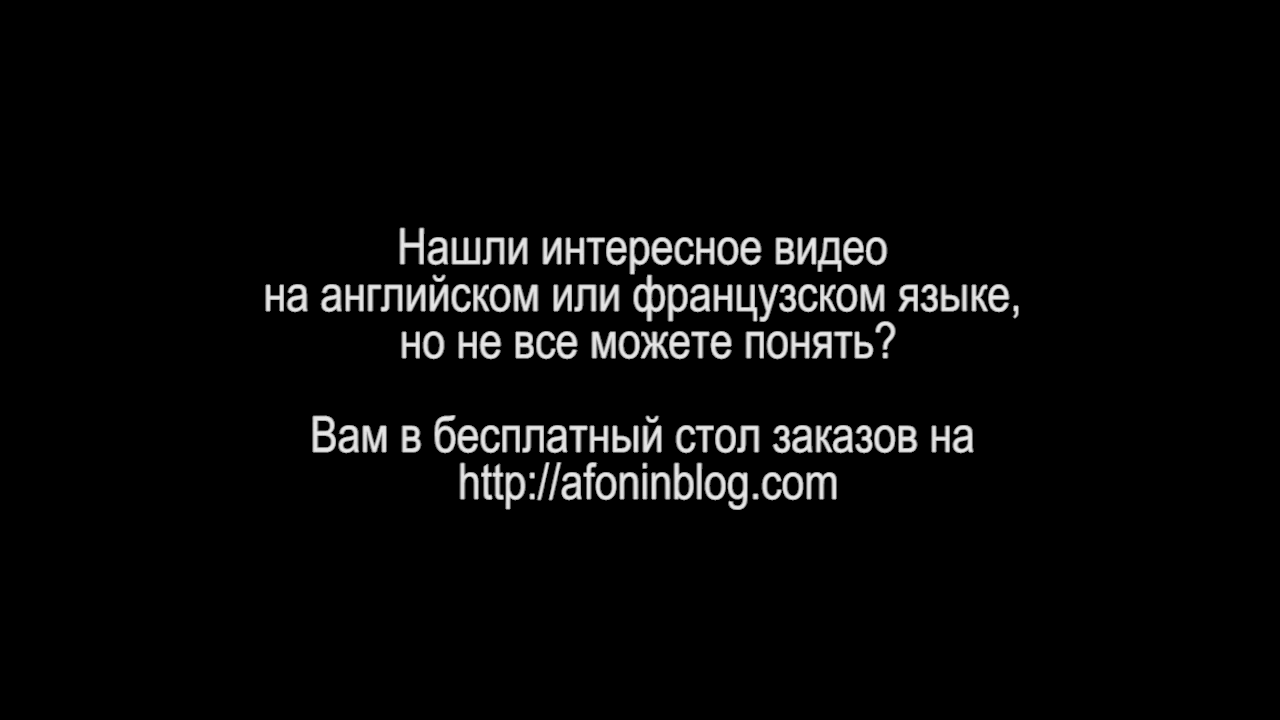 Нашли интересное видео
на английском или французском языке,
но не все можете понять?
Вам в бесплатный стол заказов на
http://afoninblog.com